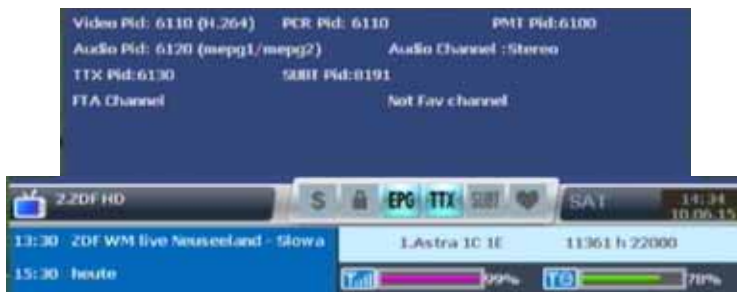 Video Pid: 6110 (H.264) PCR Pid: 6110 PMT Pid:6100
Audio Pid: 6120 (mepg1/mepg2) Audio Channel :Stereo
TTX Pid:6130 SUBT Pid:8191
FTA Channel Not Fav channel
2.ZDF HD S EPG TTX SUBT SAT 14:34
10.06.15
13:30 ZDF WM live Neuseeland - Slowa 1.Astra 1C 1E 11361 h 22000
15:30 heute 99% 70%